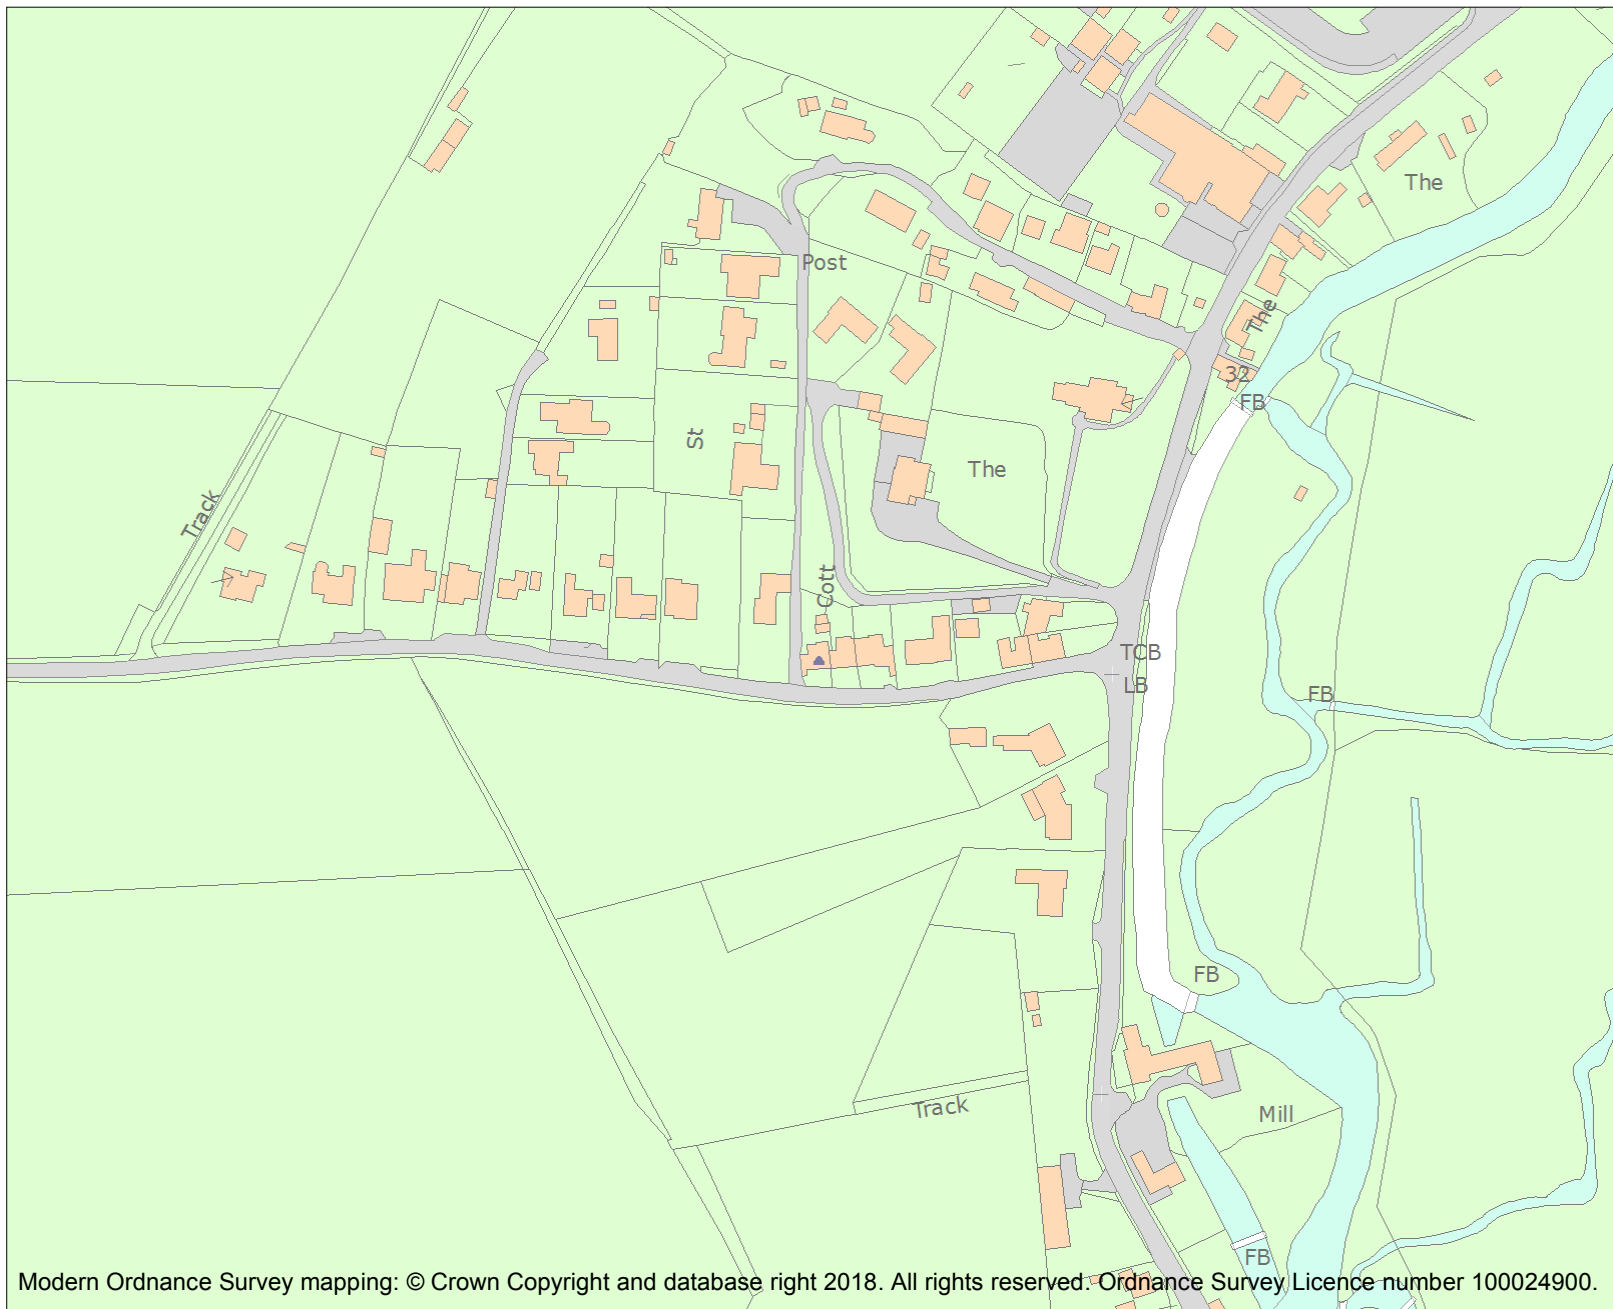 The
Post
The
32
FB
St
The
Track
Cott
TCB
LB
FB
FB
Track
Mill
FB
Modern Ordnance Survey mapping: © Crown Copyright and database right 2018. All rights reserved. Ordnance Survey Licence number 100024900.